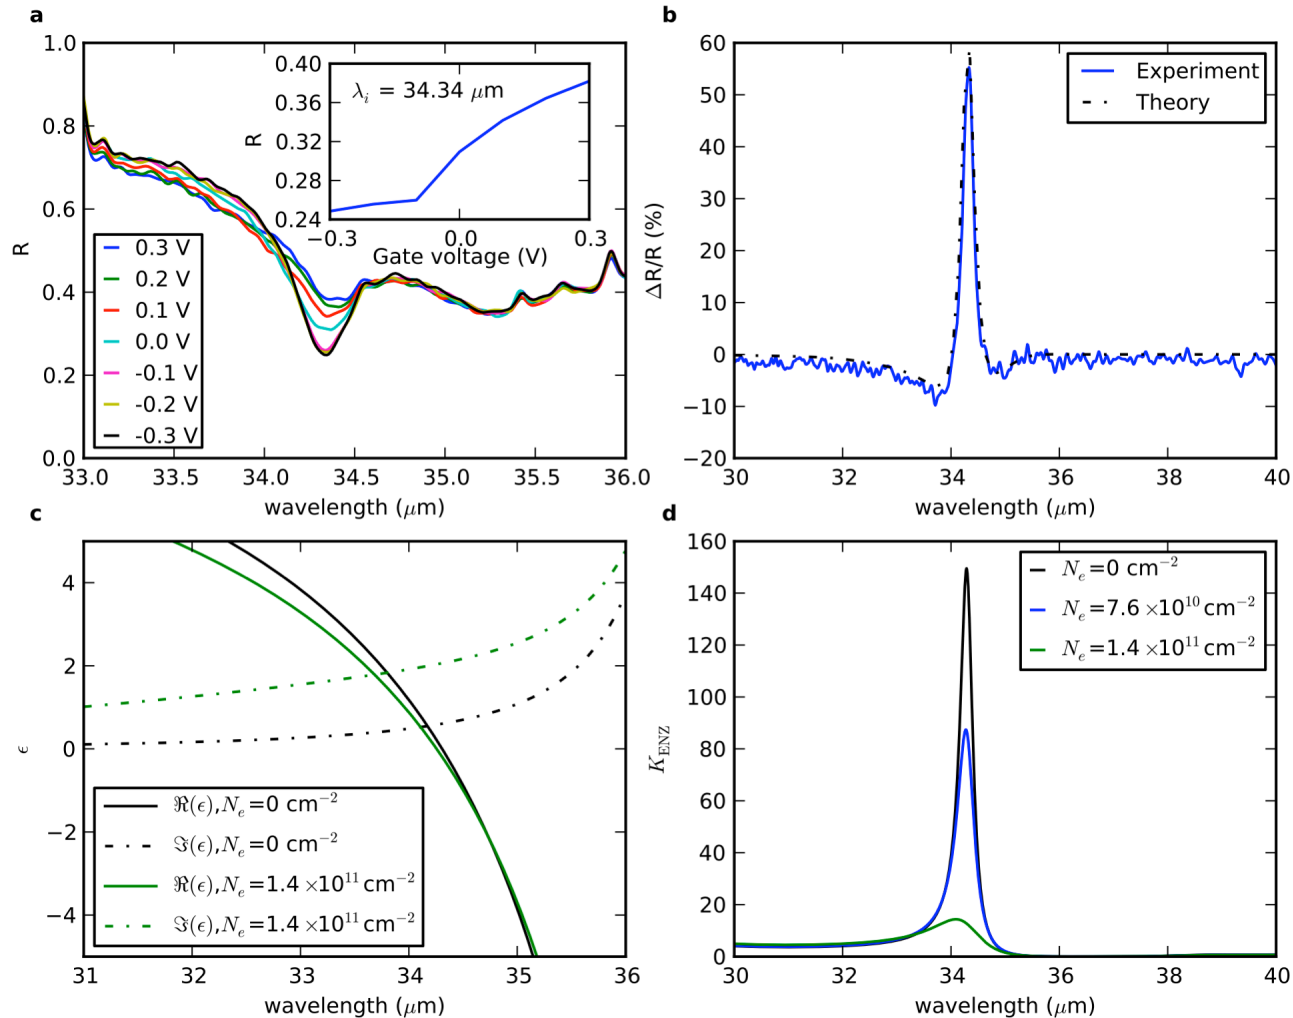 a
1.0
0.8
0.6
0.4
0.2
0.0
R
33.0 33.5 34.0 34.5 35.0 35.5 36.0
wavelength (μm)
0.3 V
0.2 V
0.1 V
0.0 V
-0.1 V
-0.2 V
-0.3 V
λi = 34.34 μm
0.40
0.36
0.32
0.28
0.24
R
−0.3 0.0 0.3
Gate voltage (V)
b
60
50
40
30
20
10
0
−10
−20
ΔR/R (%)
30 32 34 36 38 40
wavelength (μm)
Experiment
Theory
c
4
2
0
−2
−4
ϵ
31 32 33 34 35 36
wavelength (μm)
ℜ(ϵ),Ne=0 cm−2
ℑ(ϵ),Ne=0 cm−2
ℜ(ϵ),Ne=1.4 ×10¹¹ cm−2
ℑ(ϵ),Ne=1.4 ×10¹¹ cm−2
d
160
140
120
100
80
60
40
20
0
KENZ
30 32 34 36 38 40
wavelength (μm)
Ne=0 cm−2
Ne=7.6 ×10¹⁰ cm−2
Ne=1.4 ×10¹¹ cm−2